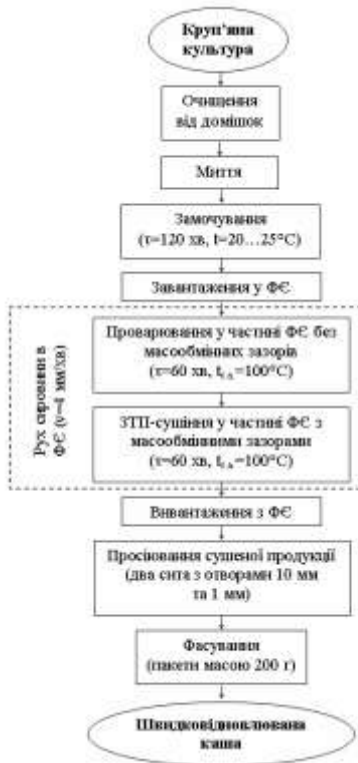 Круп'яна
культура
Очищення
від домішок
Миття
Замочування
(τ=120 хв, t=20…25°C)
Завантаження у ФЄ
Рух сировини в
ФЄ (v=4 мм/хв)
Проварювання у частині ФЄ без
масообмінних зазорів
(τ=60 хв, =100°C)
ЗТП-сушіння у частині ФЄ з
масообмінними зазорами
(τ=60 хв, =100°C)
Вивантаження з ФЄ
Просіювання сушеної продукції
(два сита з отворами 10 мм
та 1 мм)
Фасування
(пакети масою 200 г)
Швидковідновлювана
каша